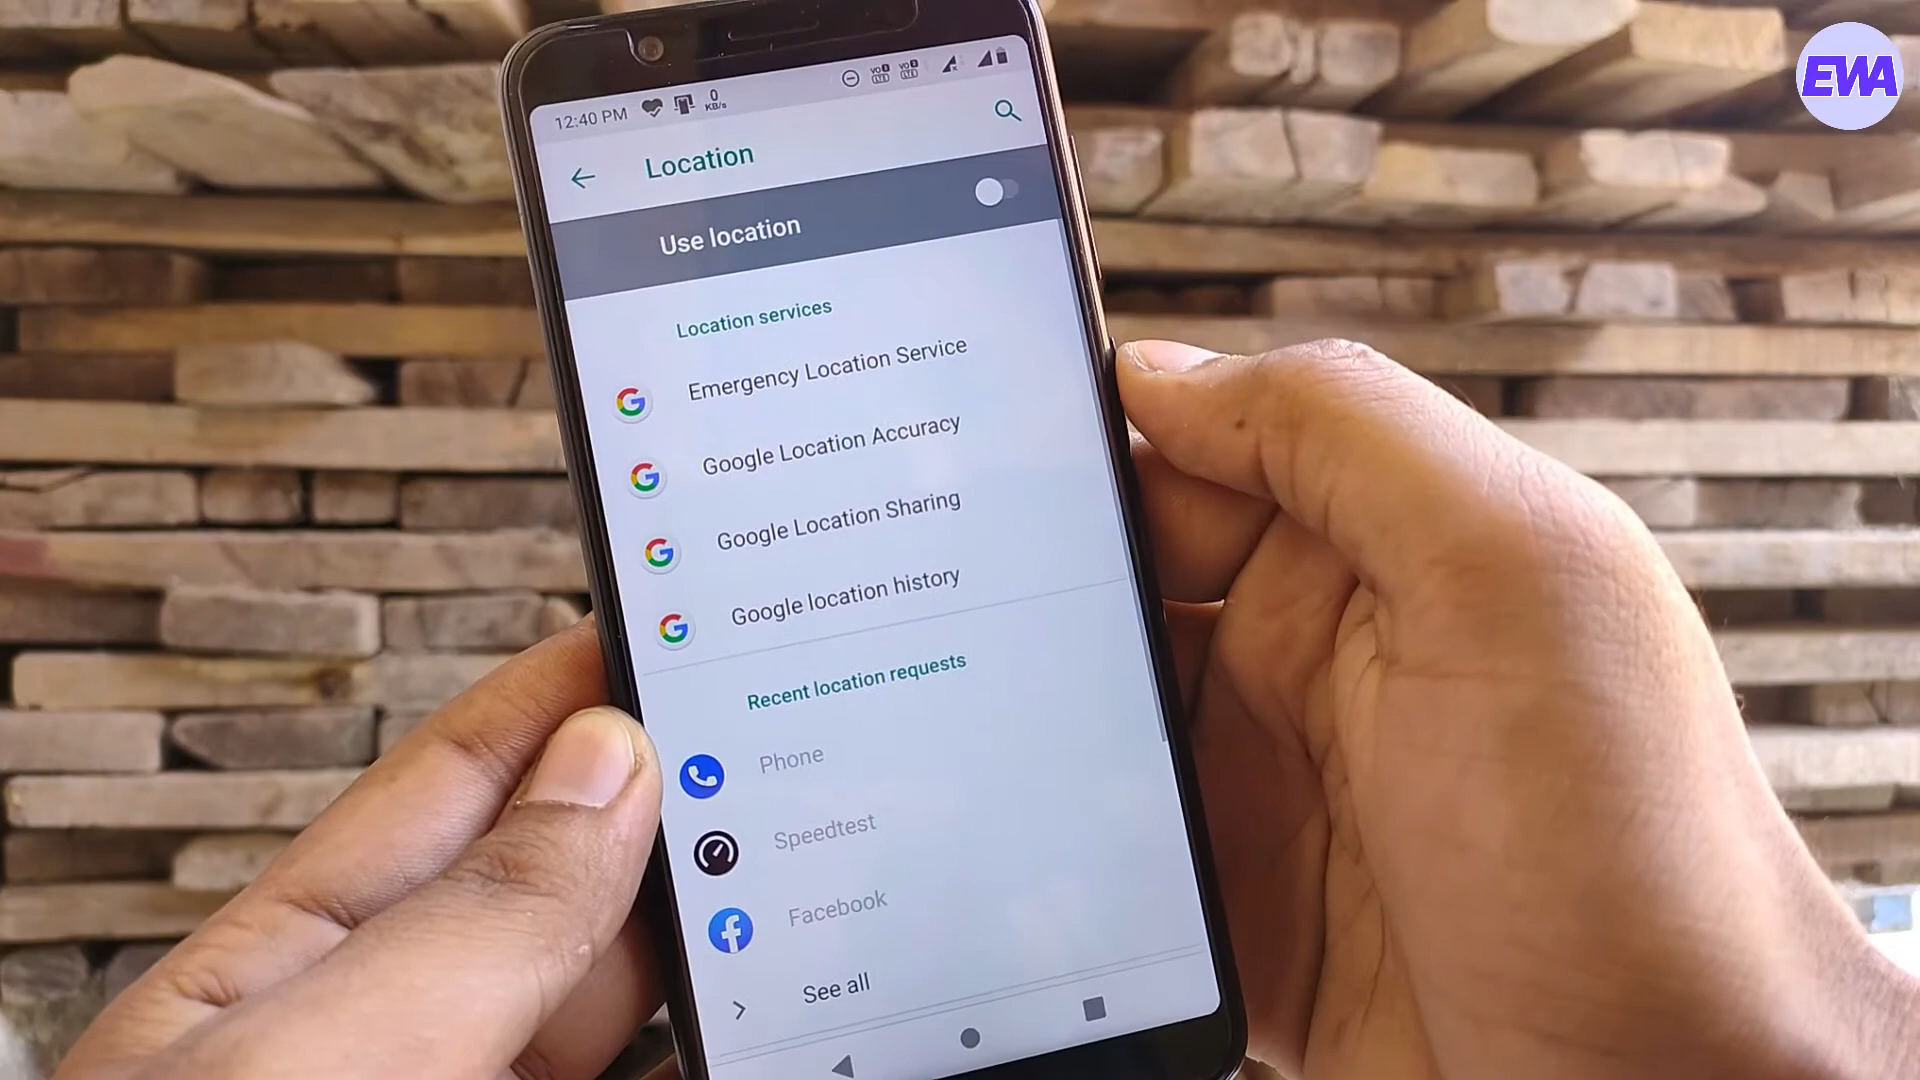 EWA
12:40 PM
0
KB/s
Location
Use location
Location services
Emergency Location Service
Google Location Accuracy
Google Location Sharing
Google location history
Recent location requests
Phone
Speedtest
Facebook
See all